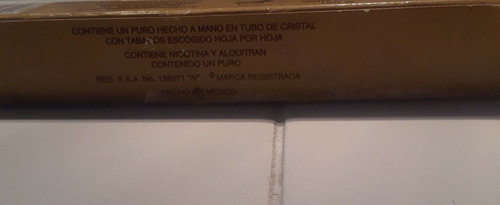 CONTIENE UN PURO HECHO A MANO EN TUBO DE CRISTAL
CON TABACOS ESCOGIDO HOJA POR HOJA
CONTIENE NICOTINA Y ALQUITRAN
CONTENIDO UN PURO
REG. S.S.A. No. 138571 "N" ® MARCA REGISTRADA
HECHO EN MEXICO